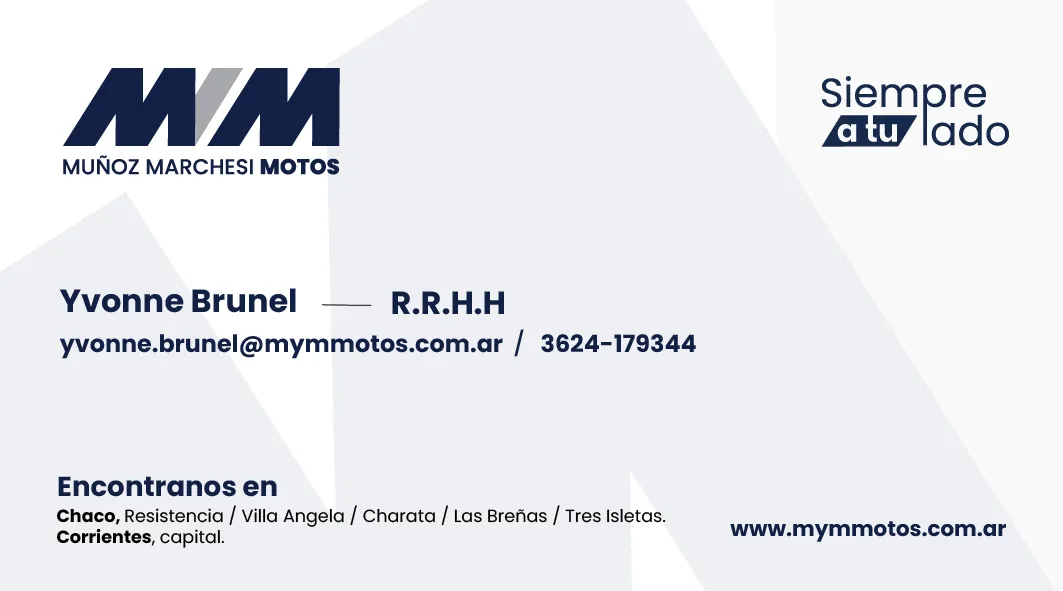 MM
MUÑOZ MARCHESI MOTOS
Siempre
a tu lado
Yvonne Brunel — R.R.H.H
yvonne.brunel@mymmotos.com.ar / 3624-179344
Encontranos en
Chaco, Resistencia / Villa Angela / Charata / Las Breñas / Tres Isletas.
Corrientes, capital.
www.mymmotos.com.ar